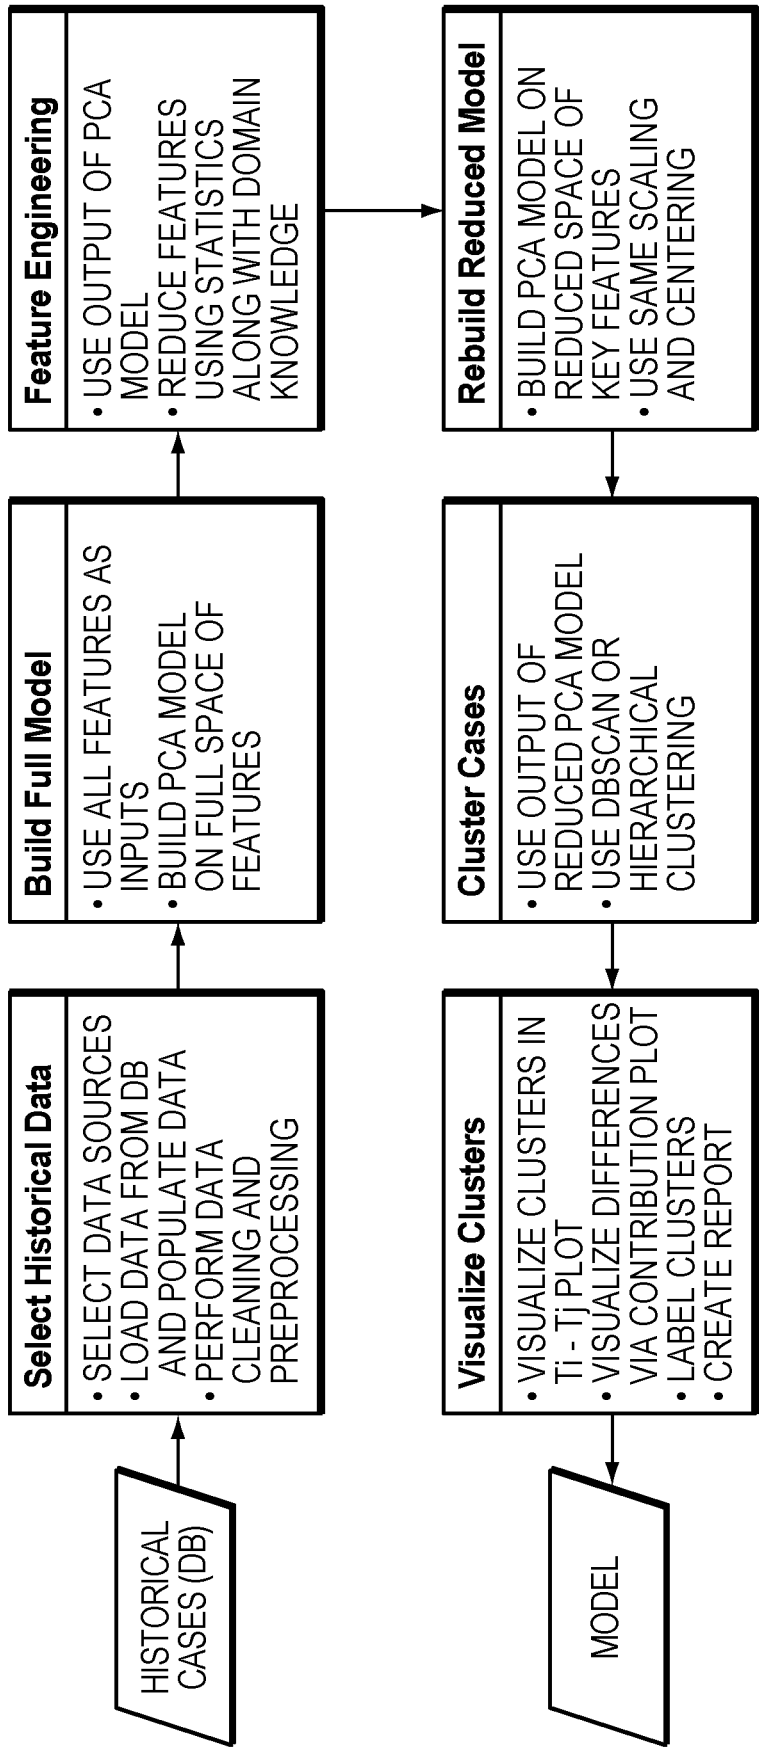 HISTORICAL
CASES (DB)
Select Historical Data
• SELECT DATA SOURCES
• LOAD DATA FROM DB
AND POPULATE DATA
• PERFORM DATA
CLEANING AND
PREPROCESSING
Build Full Model
• USE ALL FEATURES AS
INPUTS
• BUILD PCA MODEL
ON FULL SPACE OF
FEATURES
Feature Engineering
• USE OUTPUT OF PCA
MODEL
• REDUCE FEATURES
USING STATISTICS
ALONG WITH DOMAIN
KNOWLEDGE
Rebuild Reduced Model
• BUILD PCA MODEL ON
REDUCED SPACE OF
KEY FEATURES
• USE SAME SCALING
AND CENTERING
Cluster Cases
• USE OUTPUT OF
REDUCED PCA MODEL
• USE DBSCAN OR
HIERARCHICAL
CLUSTERING
Visualize Clusters
• VISUALIZE CLUSTERS IN
Ti - Tj PLOT
• VISUALIZE DIFFERENCES
VIA CONTRIBUTION PLOT
• LABEL CLUSTERS
• CREATE REPORT
MODEL